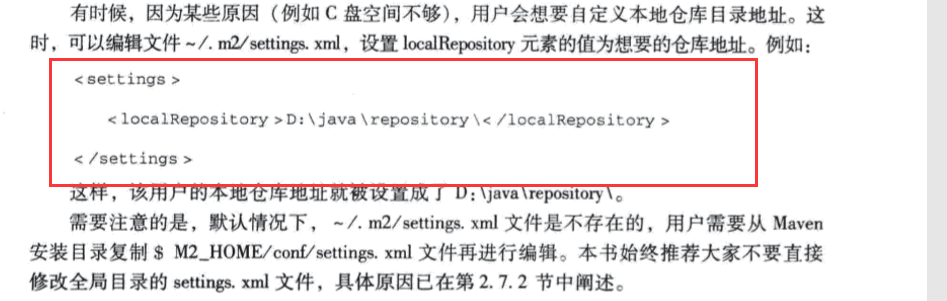 有时候，因为某些原因（例如 C 盘空间不够），用户会想要自定义本地仓库目录地址。这
时，可以编辑文件 ~/. m2/settings. xml，设置 localRepository 元素的值为想要的仓库地址。例如：
<settings>
<localRepository>D:\java\repository\</localRepository>
</settings>
这样，该用户的本地仓库地址就被设置成了 D：\java\repository\。
需要注意的是，默认情况下，~/. m2/settings. xml 文件是不存在的，用户需要从 Maven
安装目录复制 $ M2_HOME/conf/settings. xml 文件再进行编辑。本书始终推荐大家不要直接
修改全局目录的 settings. xml 文件，具体原因已在第 2. 7. 2 节中阐述。